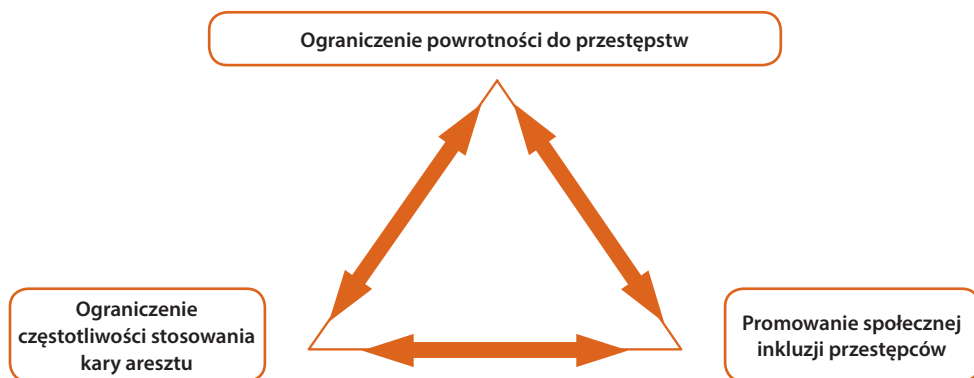 Ograniczenie powrotności do przestępstw
Ograniczenie
częstotliwości stosowania
kary aresztu
Promowanie społecznej
inkluzji przestępców